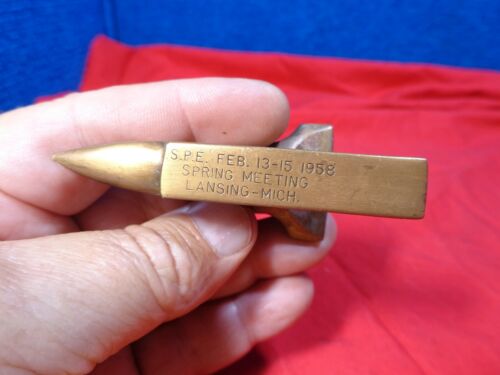 S.P.E. FEB. 13-15 1958
SPRING MEETING
LANSING-MICH.